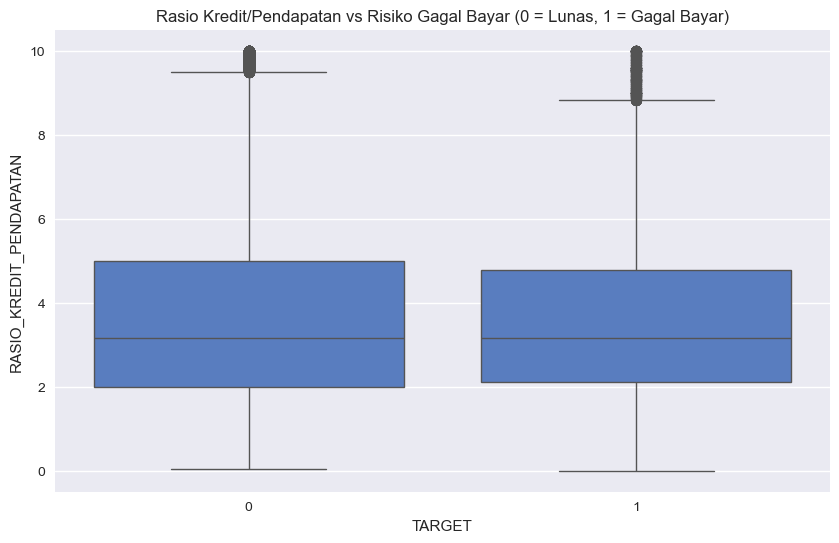 Rasio Kredit/Pendapatan vs Risiko Gagal Bayar (0 = Lunas, 1 = Gagal Bayar)
RASIO_KREDIT_PENDAPATAN
10
8
6
4
2
0
0 1
TARGET